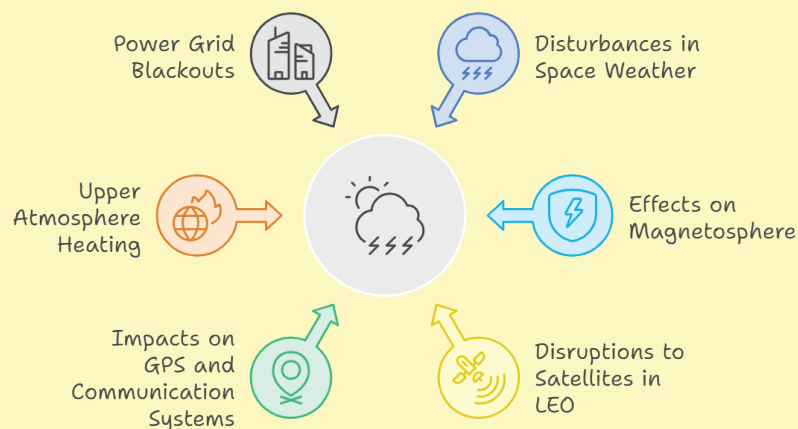 Power Grid
Blackouts
Disturbances in
Space Weather
Upper
Atmosphere
Heating
Effects on
Magnetosphere
Impacts on
GPS and
Communication
Systems
Disruptions to
Satellites in
LEO